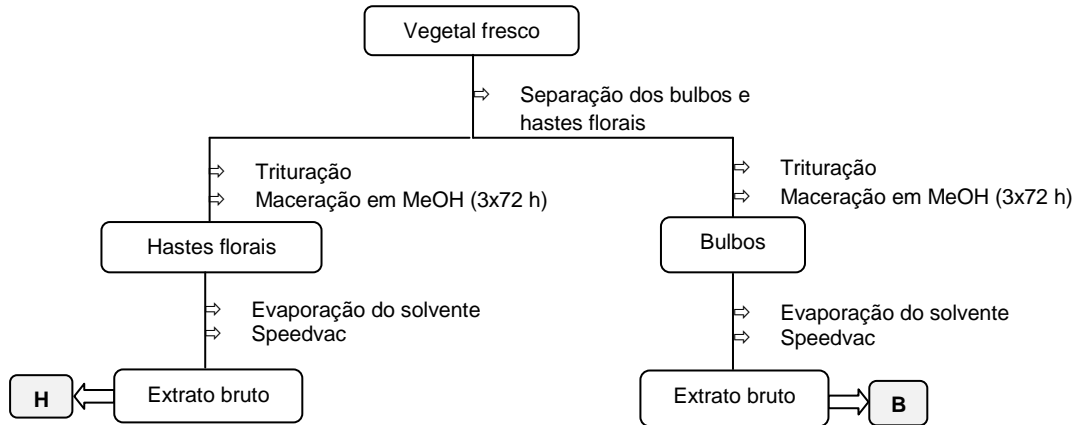 Vegetal fresco
⇨ Separação dos bulbos e
hastes florais
⇨ Trituração
⇨ Maceração em MeOH (3x72 h)
Hastes florais
⇨ Evaporação do solvente
⇨ Speedvac
Extrato bruto
H
⇨ Trituração
⇨ Maceração em MeOH (3x72 h)
Bulbos
⇨ Evaporação do solvente
⇨ Speedvac
Extrato bruto
B